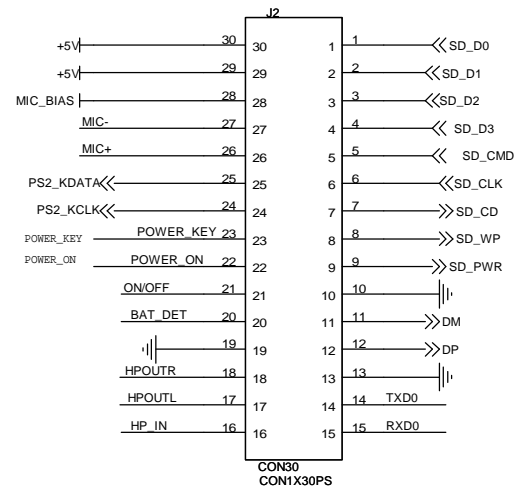 J2
+5V 30 30 1 1 SD_D0
+5V 29 29 2 2 SD_D1
MIC_BIAS 28 28 3 3 SD_D2
MIC- 27 27 4 4 SD_D3
MIC+ 26 26 5 5 SD_CMD
PS2_KDATA 25 25 6 6 SD_CLK
PS2_KCLK 24 24 7 7 SD_CD
POWER_KEY POWER_KEY 23 23 8 8 SD_WP
POWER_ON POWER_ON 22 22 9 9 SD_PWR
ON/OFF 21 21 10 10
BAT_DET 20 20 11 11 DM
19 19 12 12 DP
HPOUTR 18 18 13 13
HPOUTL 17 17 14 14 TXD0
HP_IN 16 16 15 15 RXD0
CON30
CON1X30PS